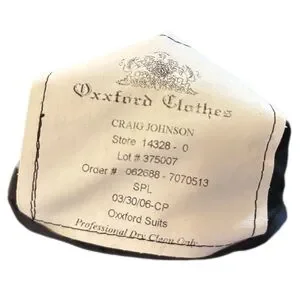 Oxxford Clothes
CRAIG JOHNSON
Store 14328 - 0
Lot # 375007
Order # 062688 - 7070513
SPL
03/30/06-CP
Oxxford Suits
Professional Dry Clean Only